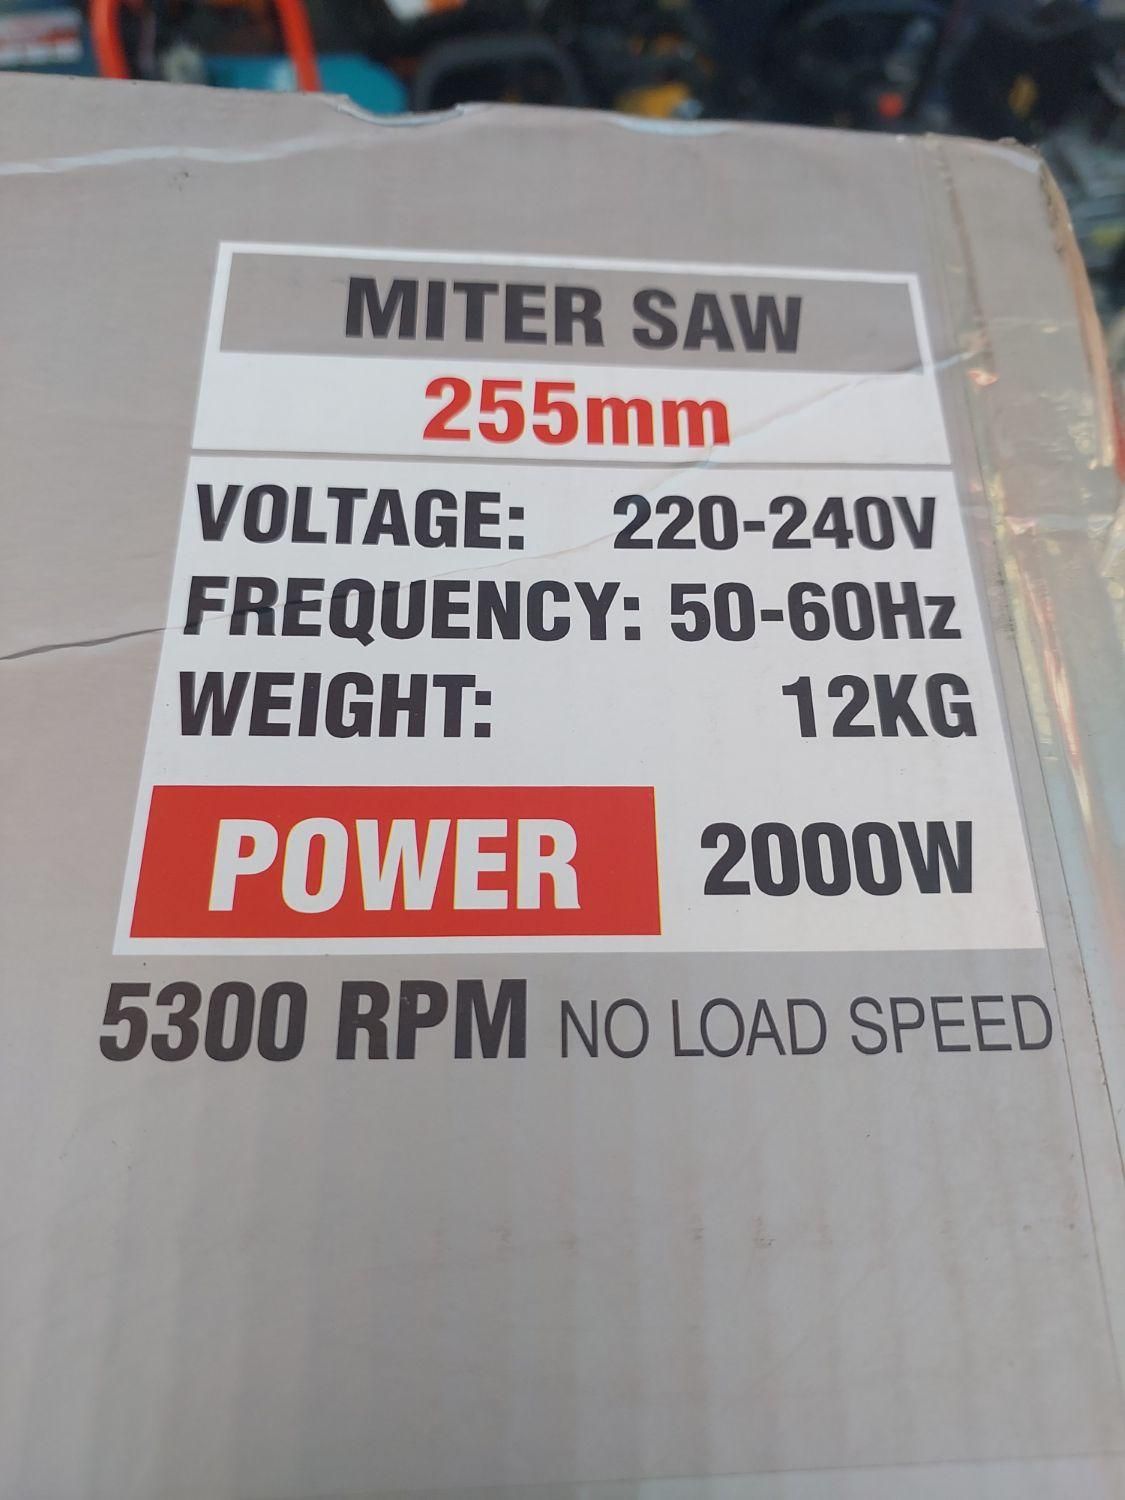 MITER SAW
255mm
VOLTAGE: 220-240V
FREQUENCY: 50-60Hz
WEIGHT: 12KG
POWER 2000W
5300 RPM NO LOAD SPEED